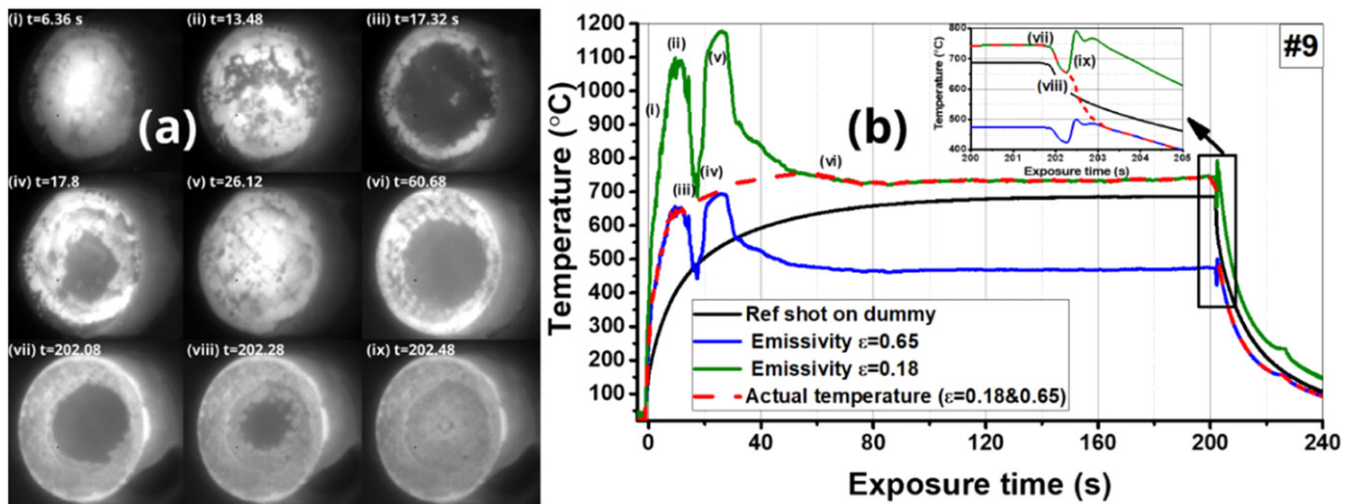 (i) t=6.36 s
(ii) t=13.48
(iii) t=17.32 s
(a)
(iv) t=17.8
(v) t=26.12
(vi) t=60.68
(vii) t=202.08
(viii) t=202.28
(ix) t=202.48
Temperature (°C)
1200
1100
1000
900
800
700
600
500
400
300
200
100
(i)
(ii)
(iii)
(iv)
(v)
(vi)
(b)
#9
Temperature (°C)
800
700
600
500
400
(vii)
(viii)
(ix)
200 201 202 203 204 205
Exposure time (s)
Ref shot on dummy
Emissivity ε=0.65
Emissivity ε=0.18
Actual temperature (ε=0.18&0.65)
0 40 80 120 160 200 240
Exposure time (s)